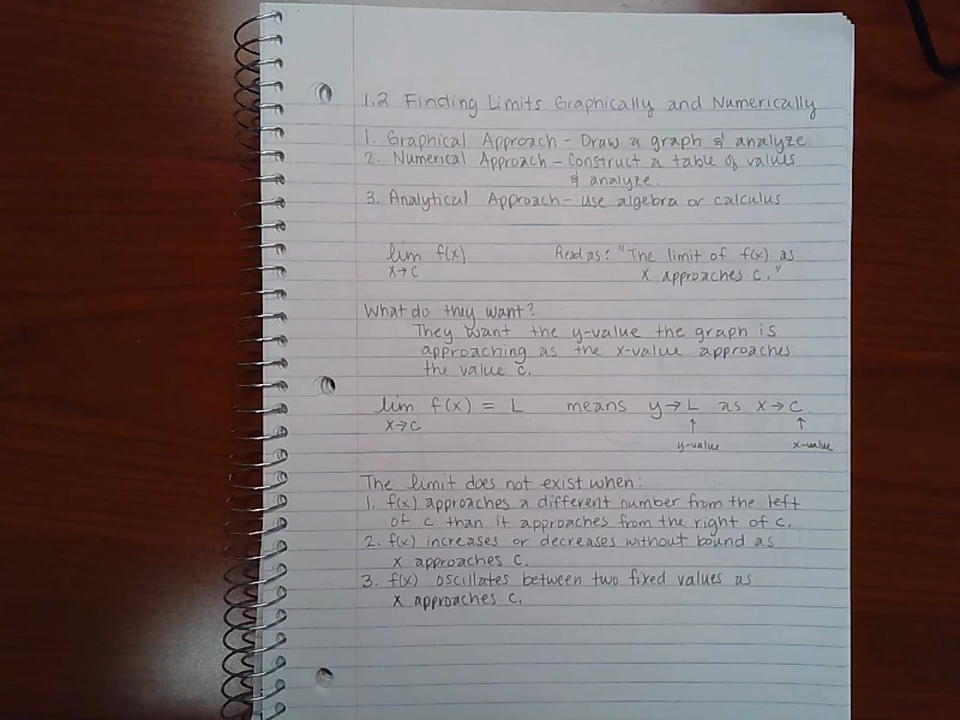 1.2 Finding Limits Graphically and Numerically
1. Graphical Approach - Draw a graph & analyze
2. Numerical Approach - Construct a table of values
& analyze.
3. Analytical Approach - use algebra or calculus
lim f(x) Read as: "The limit of f(x) as
x→c x approaches c."
What do they want?
They want the y-value the graph is
approaching as the x-value approaches
the value c.
lim f(x) = L means y→L as x→c.
x→c ↑ ↑
y-value x-value
The limit does not exist when:
1. f(x) approaches a different number from the left
of c than it approaches from the right of c.
2. f(x) increases or decreases without bound as
x approaches c.
3. f(x) oscillates between two fixed values as
x approaches c.